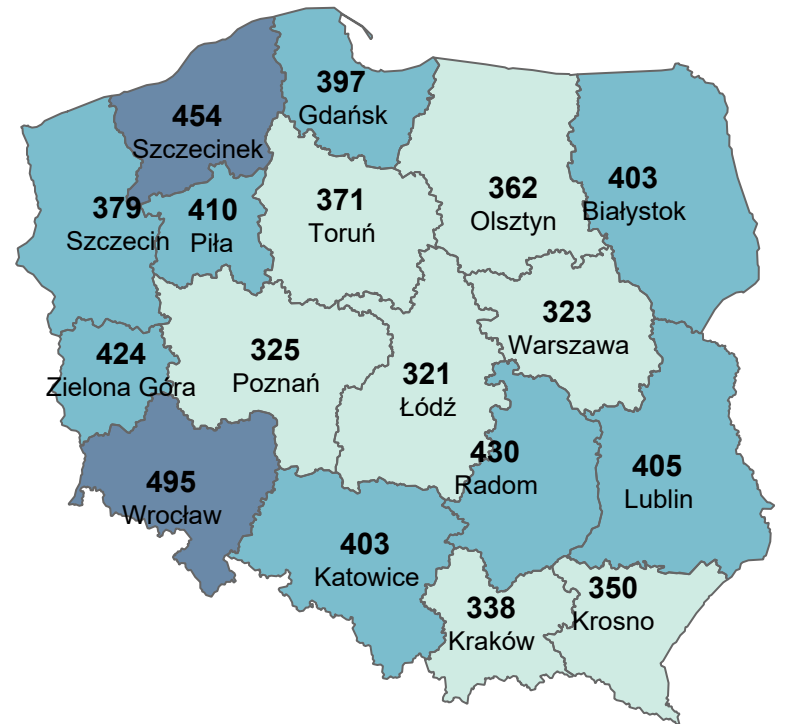 397
Gdańsk
454
Szczecinek
403
Białystok
362
Olsztyn
371
Toruń
379
Szczecin
410
Piła
323
Warszawa
424
Zielona Góra
325
Poznań
321
Łódź
430
Radom
405
Lublin
495
Wrocław
403
Katowice
350
Krosno
338
Kraków